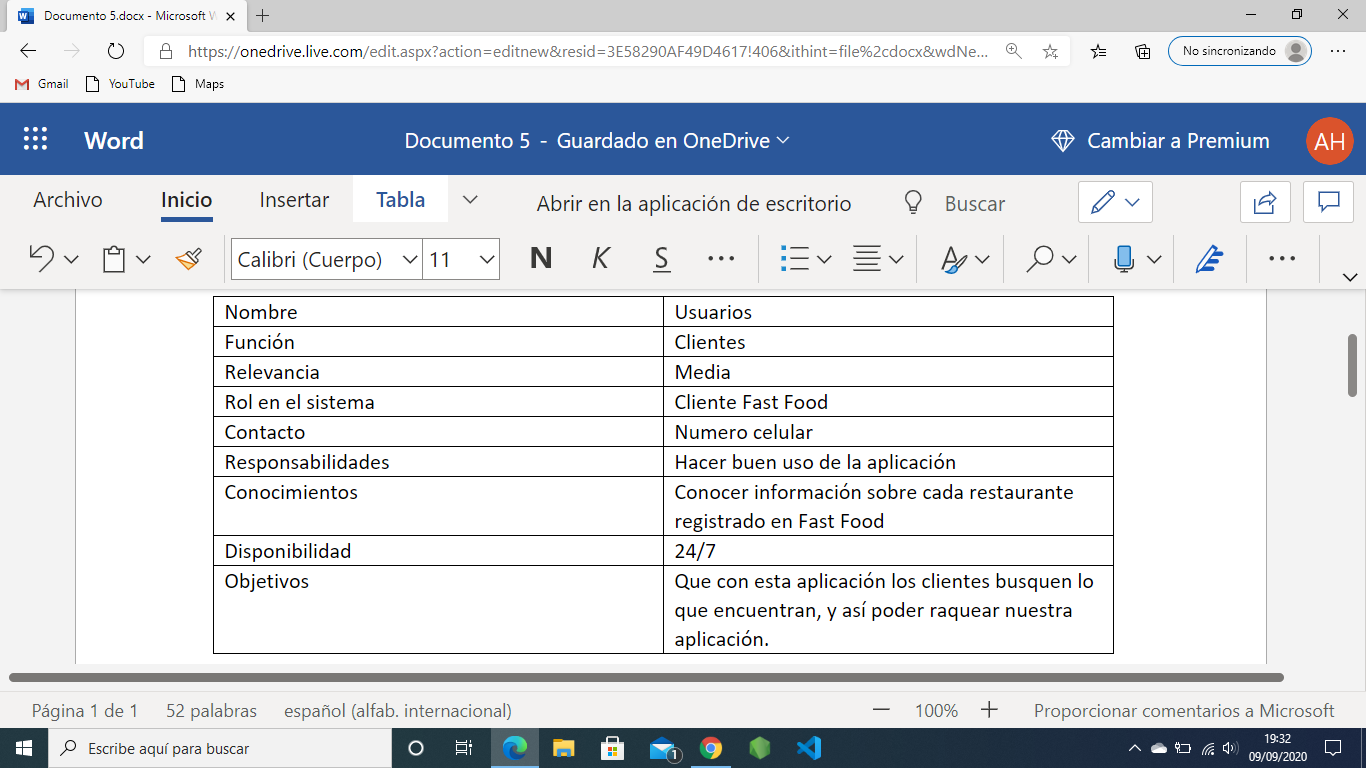 Documento 5.docx - Microsoft W
https://onedrive.live.com/edit.aspx?action=editnew&resid=3E58290AF49D4617!406&ithint=file%2cdocx&wdNe...
No sincronizando
Gmail YouTube Maps
Word
Documento 5 - Guardado en OneDrive
Cambiar a Premium
AH
Archivo Inicio Insertar Tabla
Abrir en la aplicación de escritorio
Buscar
Calibri (Cuerpo) 11 N K S
Nombre Usuarios
Función Clientes
Relevancia Media
Rol en el sistema Cliente Fast Food
Contacto Numero celular
Responsabilidades Hacer buen uso de la aplicación
Conocimientos Conocer información sobre cada restaurante
registrado en Fast Food
Disponibilidad 24/7
Objetivos Que con esta aplicación los clientes busquen lo
que encuentran, y así poder raquear nuestra
aplicación.
Página 1 de 1 52 palabras español (alfab. internacional)
100% Proporcionar comentarios a Microsoft
Escribe aquí para buscar
1
19:32
09/09/2020